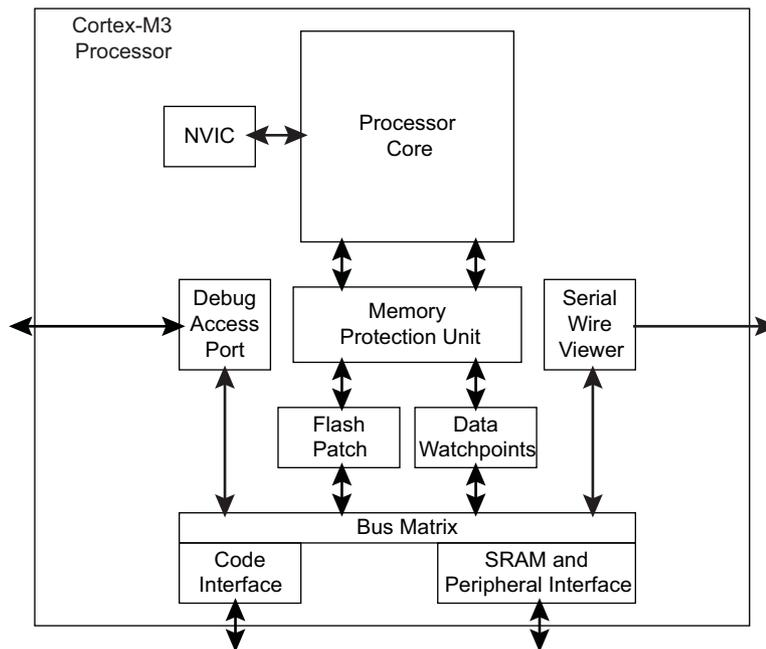 Cortex-M3
Processor
Processor
Core
NVIC
Debug
Access
Port
Memory
Protection Unit
Serial
Wire
Viewer
Flash
Patch
Data
Watchpoints
Bus Matrix
Code
Interface
SRAM and
Peripheral Interface